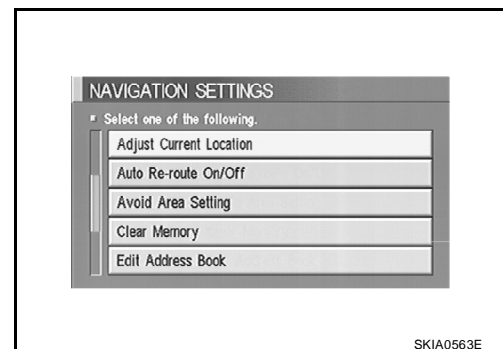 NAVIGATION SETTINGS
Select one of the following.
Adjust Current Location
Auto Re-route On/Off
Avoid Area Setting
Clear Memory
Edit Address Book
SKIA0563E